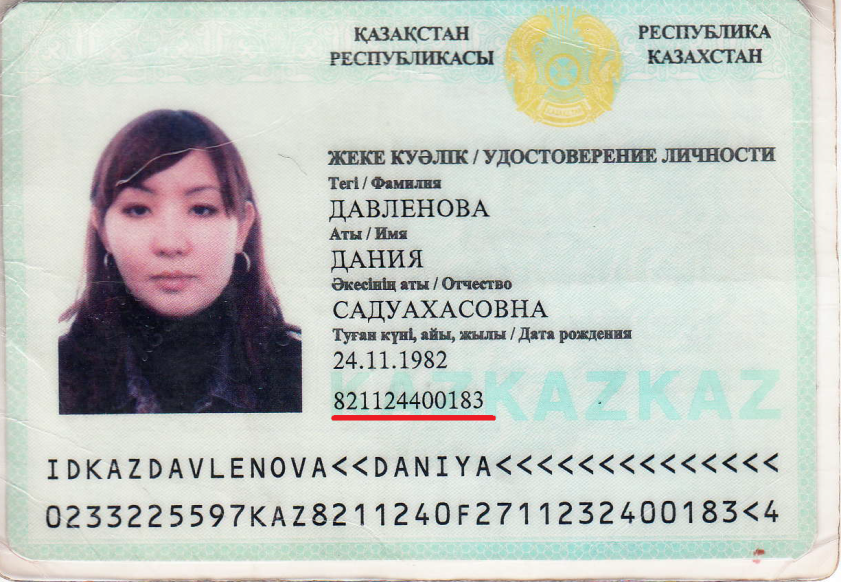 ҚАЗАҚСТАН
РЕСПУБЛИКАСЫ
РЕСПУБЛИКА
КАЗАХСТАН
ЖЕКЕ КУӘЛІК / УДОСТОВЕРЕНИЕ ЛИЧНОСТИ
Тегі / Фамилия
ДАВЛЕНОВА
Аты / Имя
ДАНИЯ
Әкесінің аты / Отчество
САДУАХАСОВНА
Туған күні, айы, жылы / Дата рождения
24.11.1982
KAZKAZKAZ
821124400183
IDKAZDAVLENOVA<<DANIYA<<<<<<<<<<<<<<
0233225597KAZ8211240F2711232400183<4